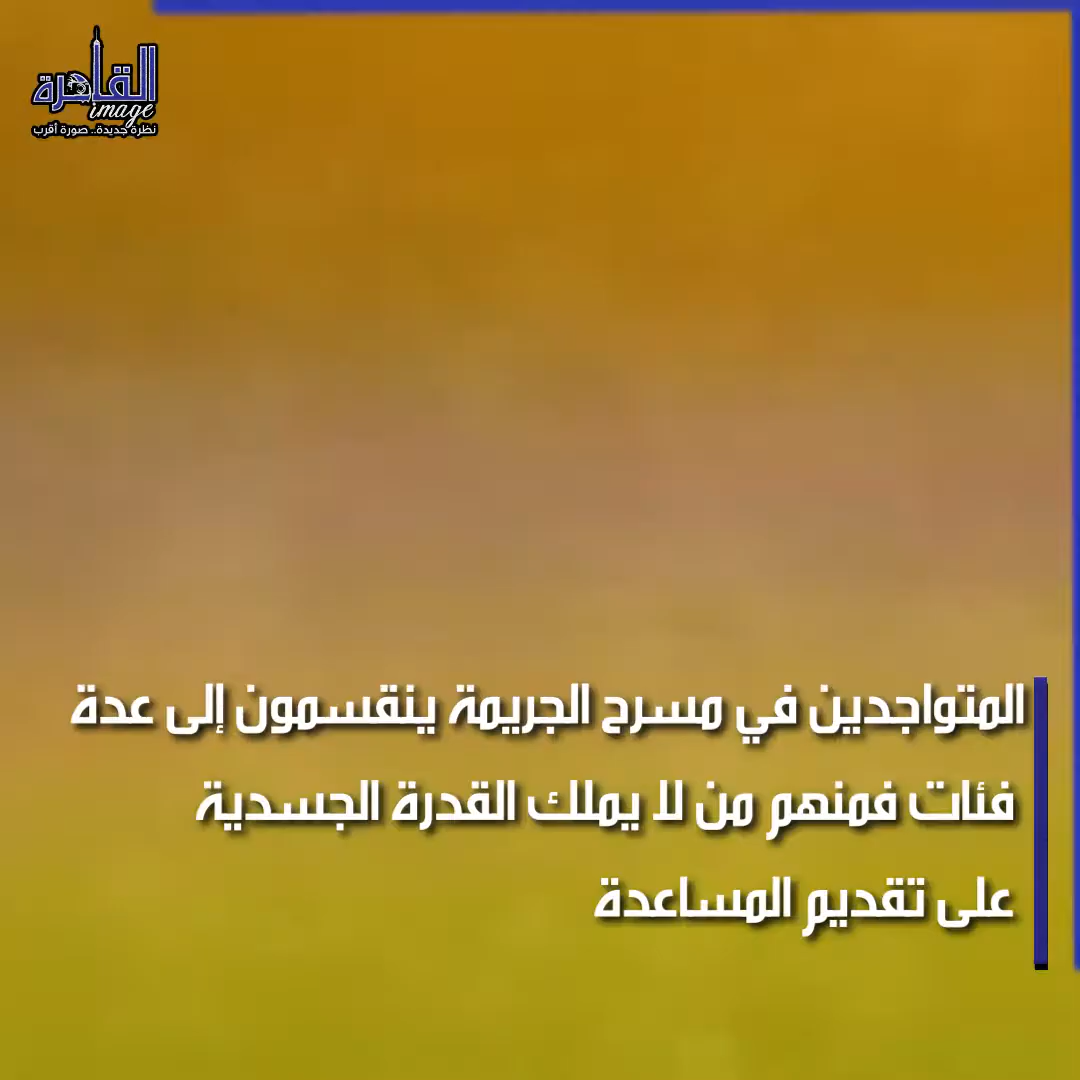 القاهرة
image
نظرة جديدة.. صورة أقرب
المتواجدين في مسرح الجريمة ينقسمون إلى عدة
فئات فمنهم من لا يملك القدرة الجسدية
على تقديم المساعدة